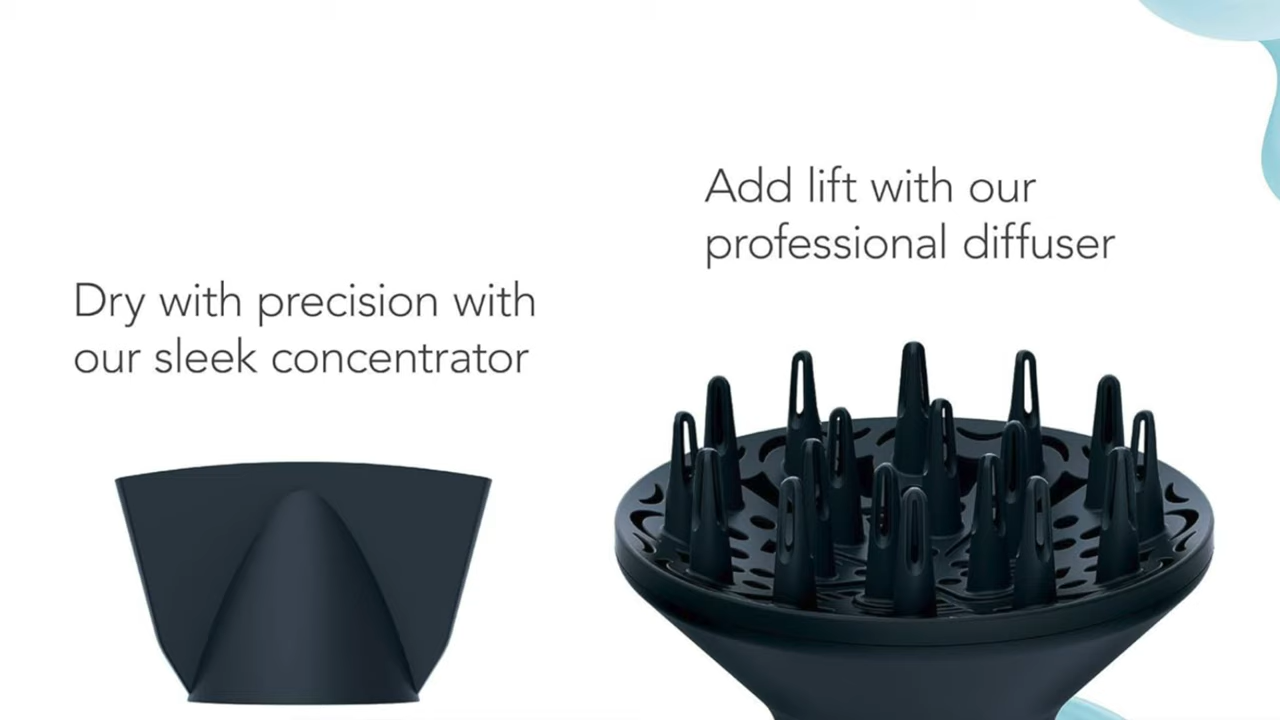 Dry with precision with
our sleek concentrator
Add lift with our
professional diffuser